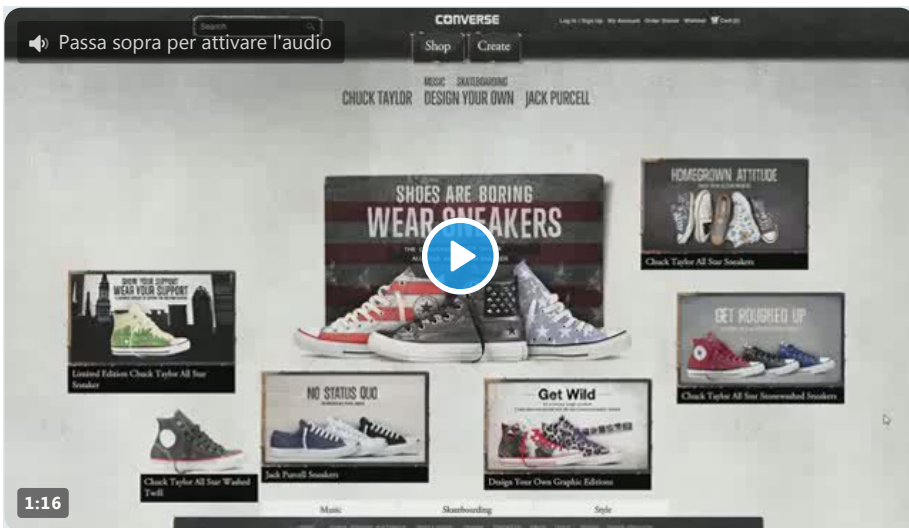 Search
CONVERSE
Log In / Sign Up My Account Order Status Wishlist Cart (0)
Passa sopra per attivare l'audio
Shop Create
MUSIC SKATEBOARDING
CHUCK TAYLOR DESIGN YOUR OWN JACK PURCELL
SHOES ARE BORING
WEAR SNEAKERS
HOMEGROWN ATTITUDE
Chuck Taylor All Star Sneakers
SHOW YOUR SUPPORT
WEAR YOUR SUPPORT
Limited Edition Chuck Taylor All Star
Sneaker
GET ROUGHED UP
Chuck Taylor All Star Stonewashed Sneakers
NO STATUS QUO
Jack Purcell Sneakers
Get Wild
Design Your Own Graphic Editions
Chuck Taylor All Star Washed
Twill
1:16
Music Skateboarding Style